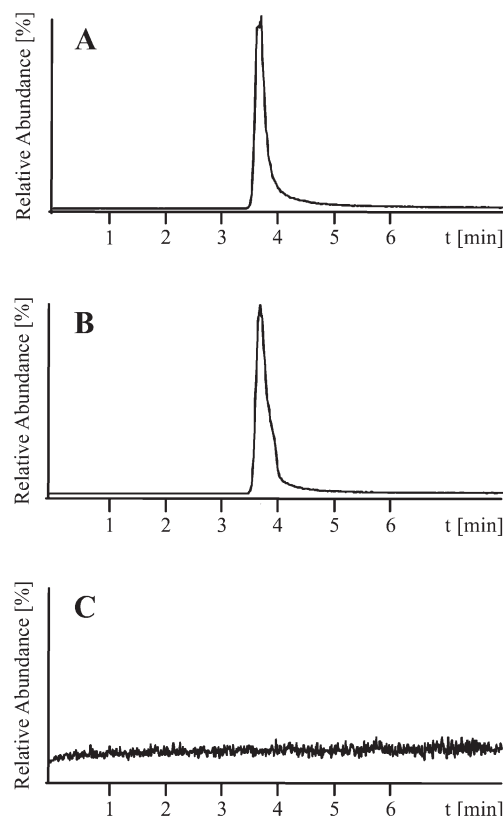 A
Relative Abundance [%]
1 2 3 4 5 6 t [min]
B
Relative Abundance [%]
1 2 3 4 5 6 t [min]
C
Relative Abundance [%]
1 2 3 4 5 6 t [min]